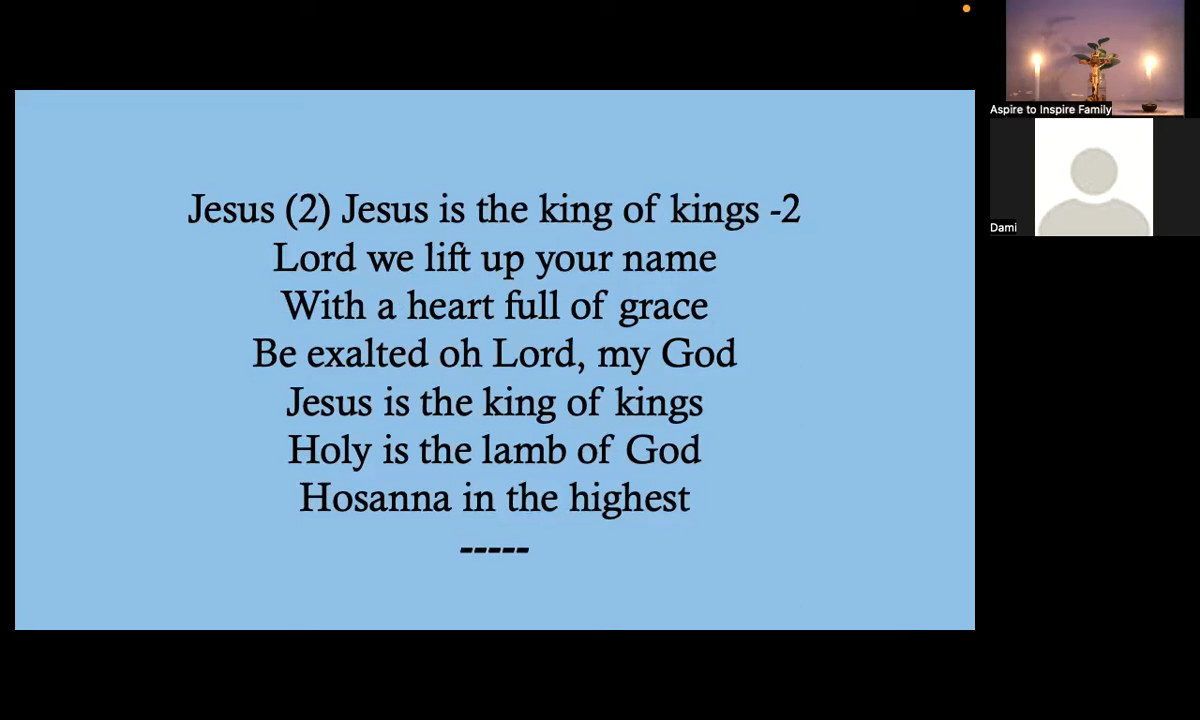 Jesus (2) Jesus is the king of kings -2
Lord we lift up your name
With a heart full of grace
Be exalted oh Lord, my God
Jesus is the king of kings
Holy is the lamb of God
Hosanna in the highest
-----
Aspire to Inspire Family
Dami